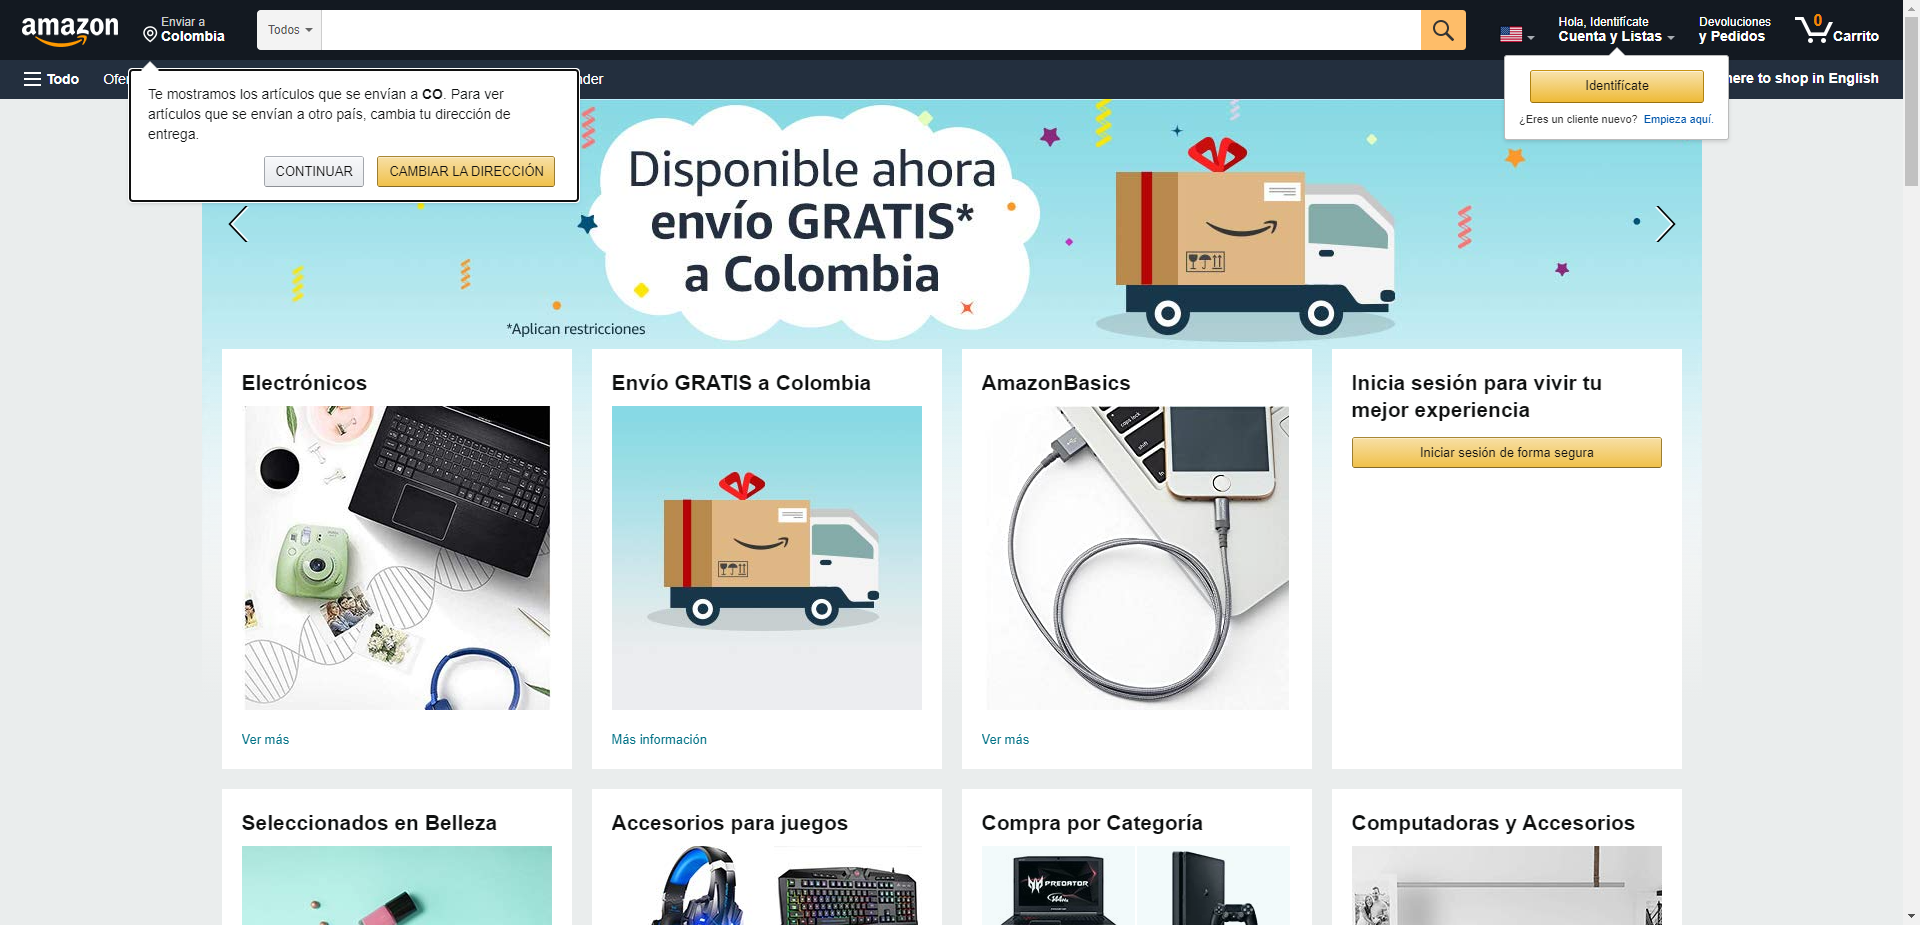 amazon
Enviar a
Colombia
Todos
Hola, Identifícate
Cuenta y Listas
Devoluciones
y Pedidos
0
Carrito
Todo
Te mostramos los artículos que se envían a CO. Para ver
artículos que se envían a otro país, cambia tu dirección de
entrega.
CONTINUAR
CAMBIAR LA DIRECCIÓN
Identifícate
¿Eres un cliente nuevo? Empieza aquí.
to shop in English
Disponible ahora
envío GRATIS*
a Colombia
*Aplican restricciones
Electrónicos
Ver más
Envío GRATIS a Colombia
Más información
AmazonBasics
caps lock
shift
Ver más
Inicia sesión para vivir tu
mejor experiencia
Iniciar sesión de forma segura
Seleccionados en Belleza
Accesorios para juegos
Compra por Categoría
PREDATOR
Computadoras y Accesorios